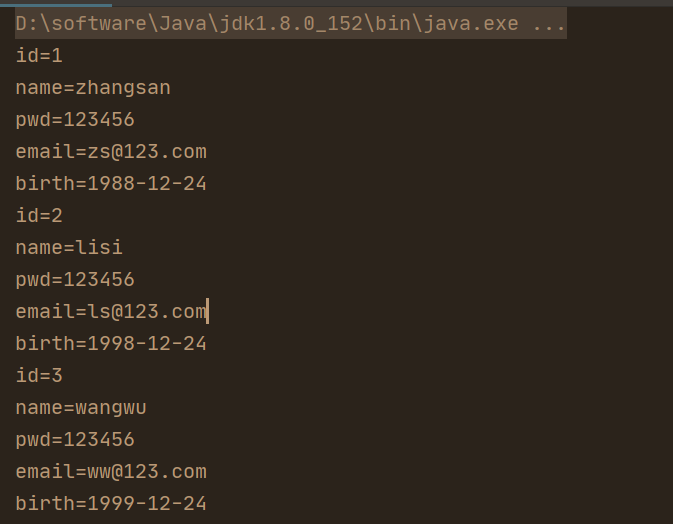 D:\software\Java\jdk1.8.0_152\bin\java.exe ...
id=1
name=zhangsan
pwd=123456
email=zs@123.com
birth=1988-12-24
id=2
name=lisi
pwd=123456
email=ls@123.com
birth=1998-12-24
id=3
name=wangwu
pwd=123456
email=ww@123.com
birth=1999-12-24